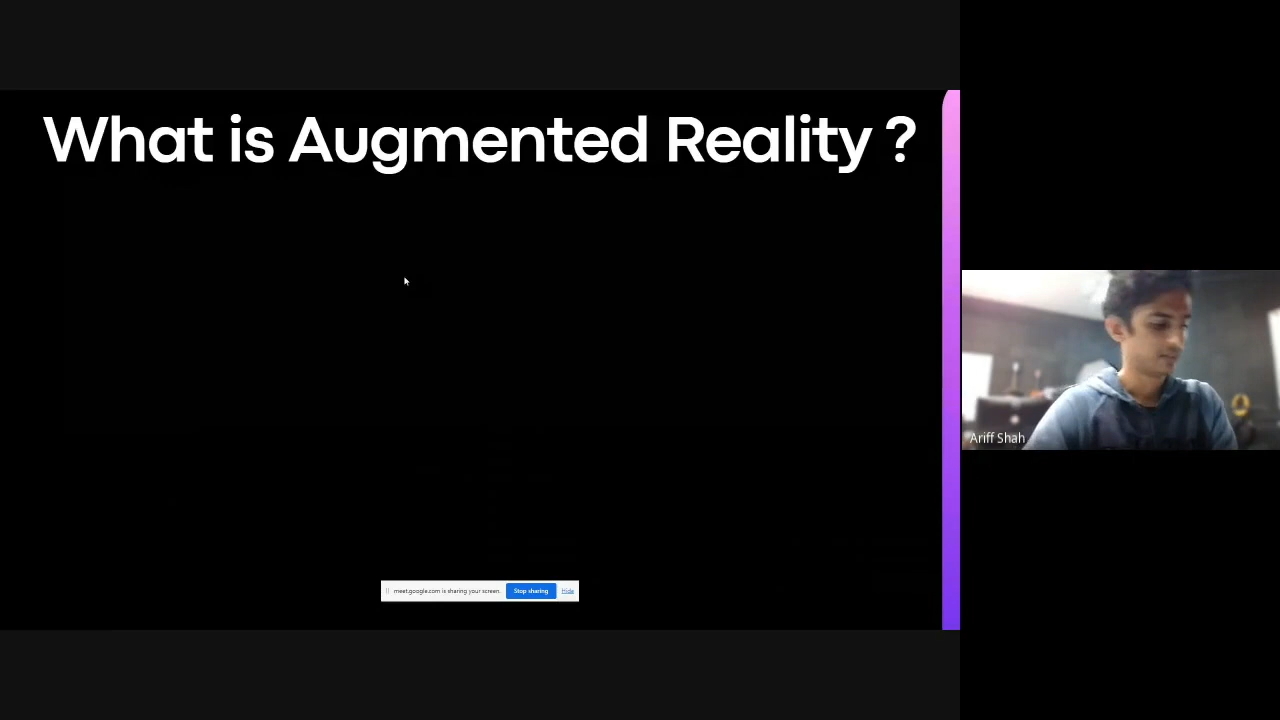 What is Augmented Reality ?
meet.google.com is sharing your screen.
Stop sharing
Hide
Ariff Shah